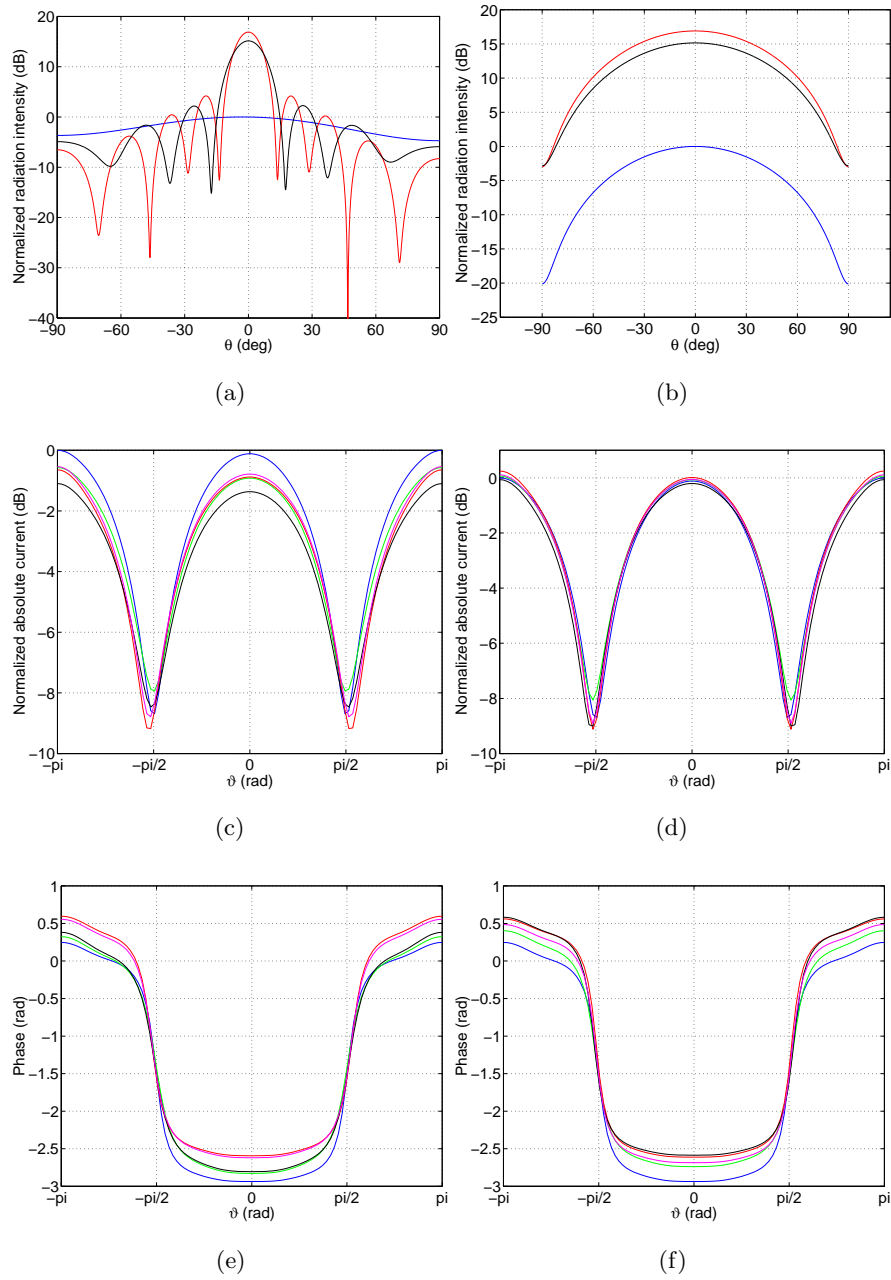 20
10
0
−10
−20
−30
−40
−90
−60
−30
0
30
60
90
θ (deg)
Normalized radiation intensity (dB)
(a)
20
15
10
5
0
−5
−10
−15
−20
−25
−90
−60
−30
0
30
60
90
θ (deg)
Normalized radiation intensity (dB)
(b)
0
−2
−4
−6
−8
−10
−pi
−pi/2
0
pi/2
pi
ϑ (rad)
Normalized absolute current (dB)
(c)
0
−2
−4
−6
−8
−10
−pi
−pi/2
0
pi/2
pi
ϑ (rad)
Normalized absolute current (dB)
(d)
1
0.5
0
−0.5
−1
−1.5
−2
−2.5
−3
−pi
−pi/2
0
pi/2
pi
ϑ (rad)
Phase (rad)
(e)
1
0.5
0
−0.5
−1
−1.5
−2
−2.5
−3
−pi
−pi/2
0
pi/2
pi
ϑ (rad)
Phase (rad)
(f)